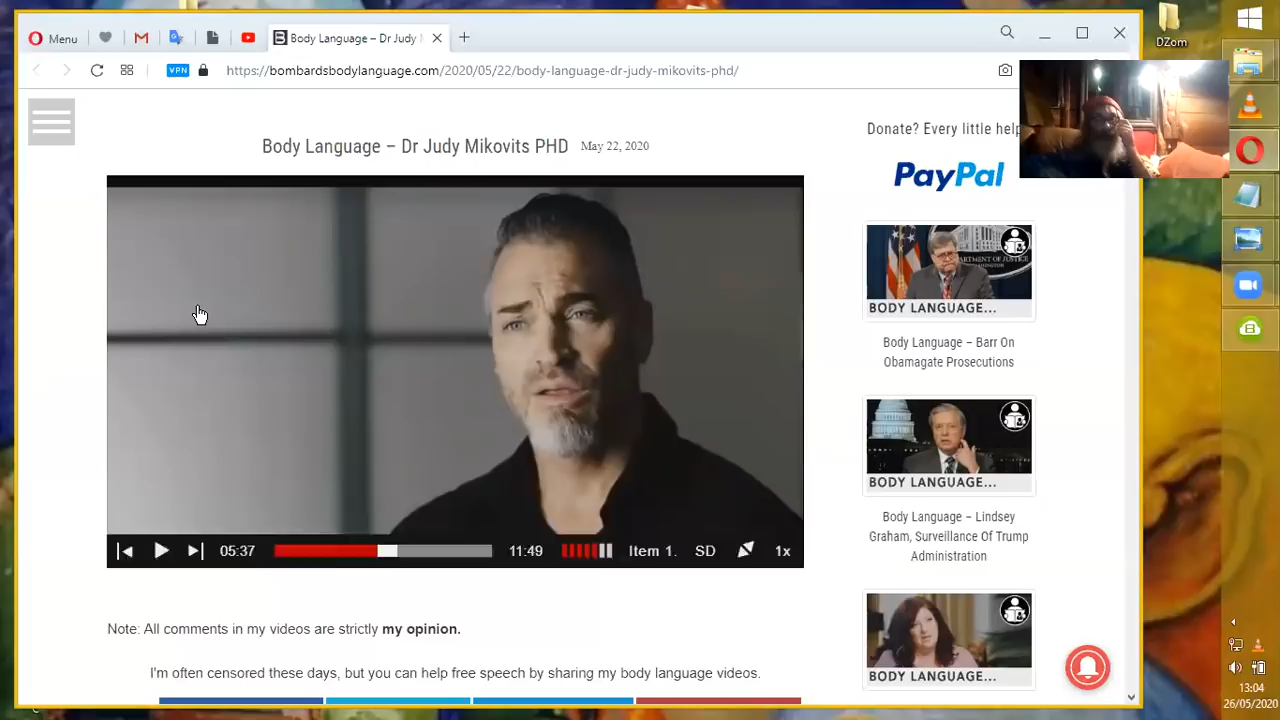 Menu
Body Language – Dr Judy
https://bombardsbodylanguage.com/2020/05/22/body-language-dr-judy-mikovits-phd/
VPN
DZom
Body Language – Dr Judy Mikovits PHD May 22, 2020
Donate? Every little help
PayPal
DEPARTMENT OF JUSTICE
WASHINGTON
BODY LANGUAGE...
Body Language – Barr On
Obamagate Prosecutions
BODY LANGUAGE...
Body Language – Lindsey
Graham, Surveillance Of Trump
Administration
BODY LANGUAGE...
05:37 11:49 Item 1. SD 1x
Note: All comments in my videos are strictly my opinion.
I'm often censored these days, but you can help free speech by sharing my body language videos.
13:04
26/05/2020